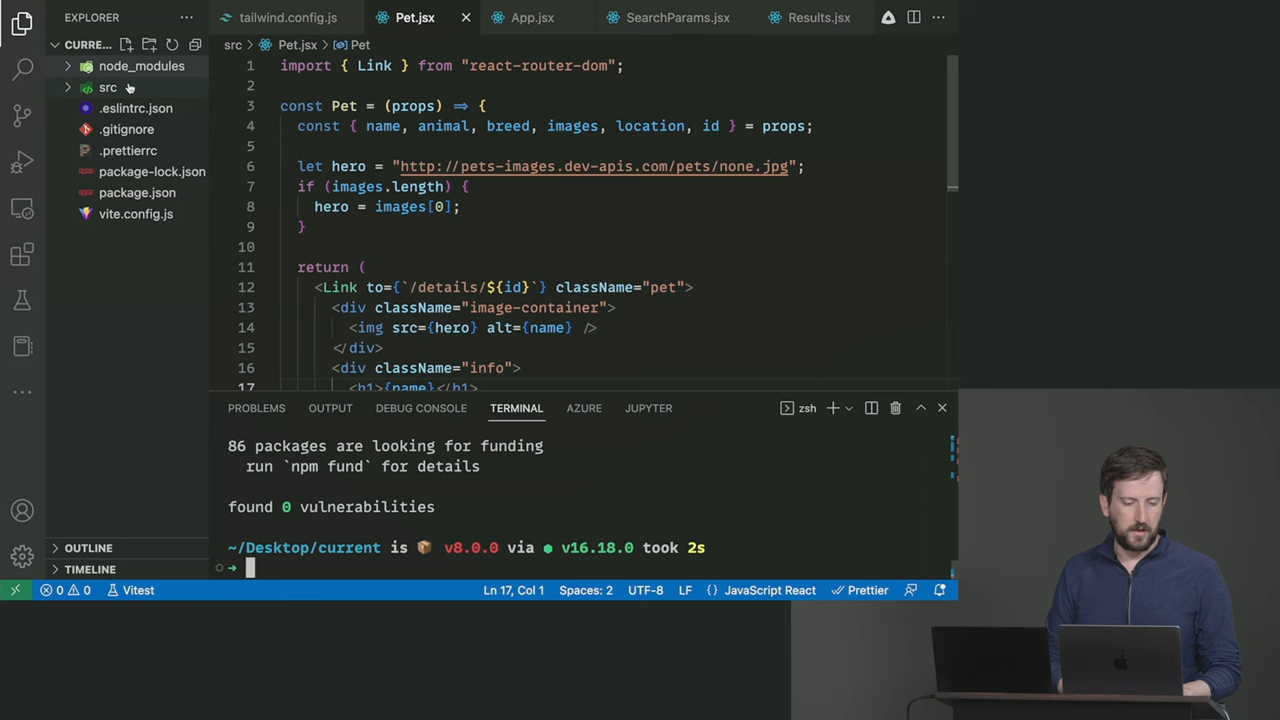 EXPLORER
tailwind.config.js
Pet.jsx
App.jsx
SearchParams.jsx
Results.jsx
CURRE...
node_modules
src
.eslintrc.json
.gitignore
.prettierrc
package-lock.json
package.json
vite.config.js
OUTLINE
TIMELINE
src > Pet.jsx > Pet
1 import { Link } from "react-router-dom";
2
3 const Pet = (props) ⇒ {
4 const { name, animal, breed, images, location, id } = props;
5
6 let hero = "http://pets-images.dev-apis.com/pets/none.jpg";
7 if (images.length) {
8 hero = images[0];
9 }
10
11 return (
12 <Link to={`/details/${id}`} className="pet">
13 <div className="image-container">
14 <img src={hero} alt={name} />
15 </div>
16 <div className="info">
17 <h1>{name}</h1>
PROBLEMS OUTPUT DEBUG CONSOLE TERMINAL AZURE JUPYTER zsh
86 packages are looking for funding
run `npm fund` for details
found 0 vulnerabilities
~/Desktop/current is 📦 v8.0.0 via ⬢ v16.18.0 took 2s
➜
0 0 Vitest Ln 17, Col 1 Spaces: 2 UTF-8 LF {} JavaScript React Prettier